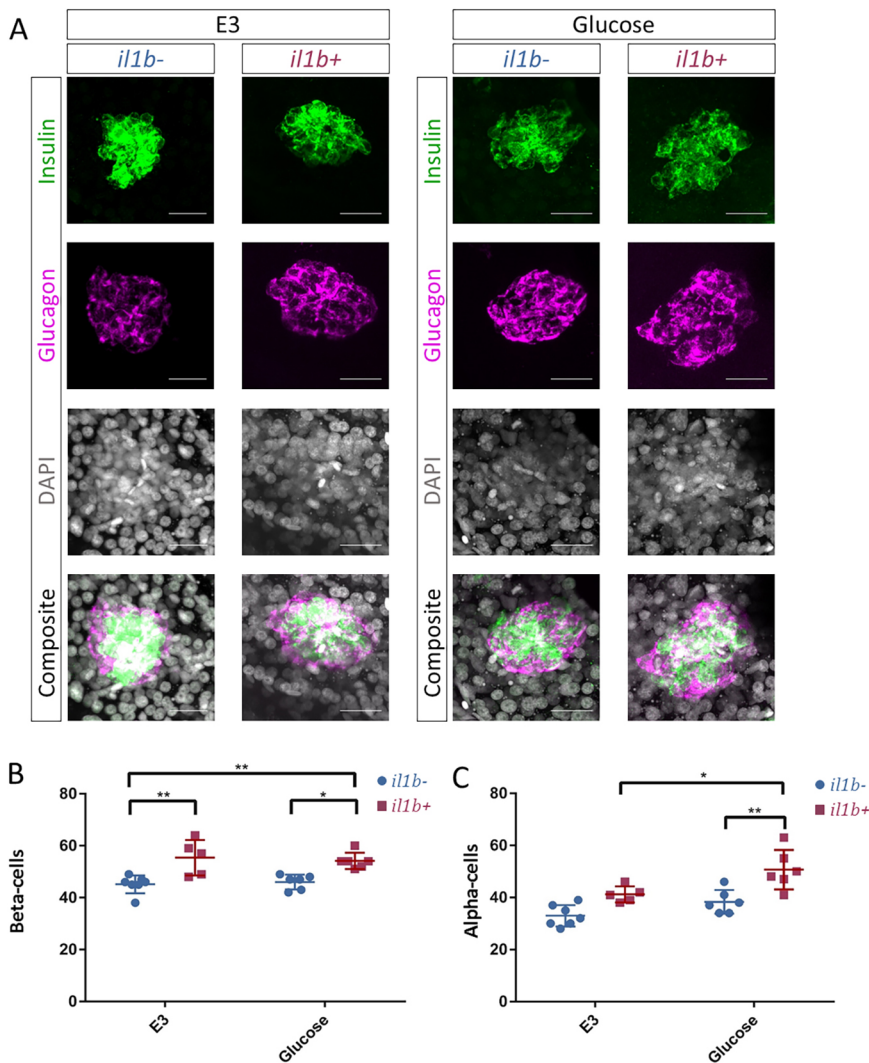 A
E3
Glucose
il1b-
il1b+
il1b-
il1b+
Insulin
Insulin
Glucagon
Glucagon
DAPI
DAPI
Composite
Composite
B
**
**
*
il1b-
il1b+
80
60
40
20
0
Beta-cells
E3
Glucose
C
*
**
il1b-
il1b+
80
60
40
20
0
Alpha-cells
E3
Glucose